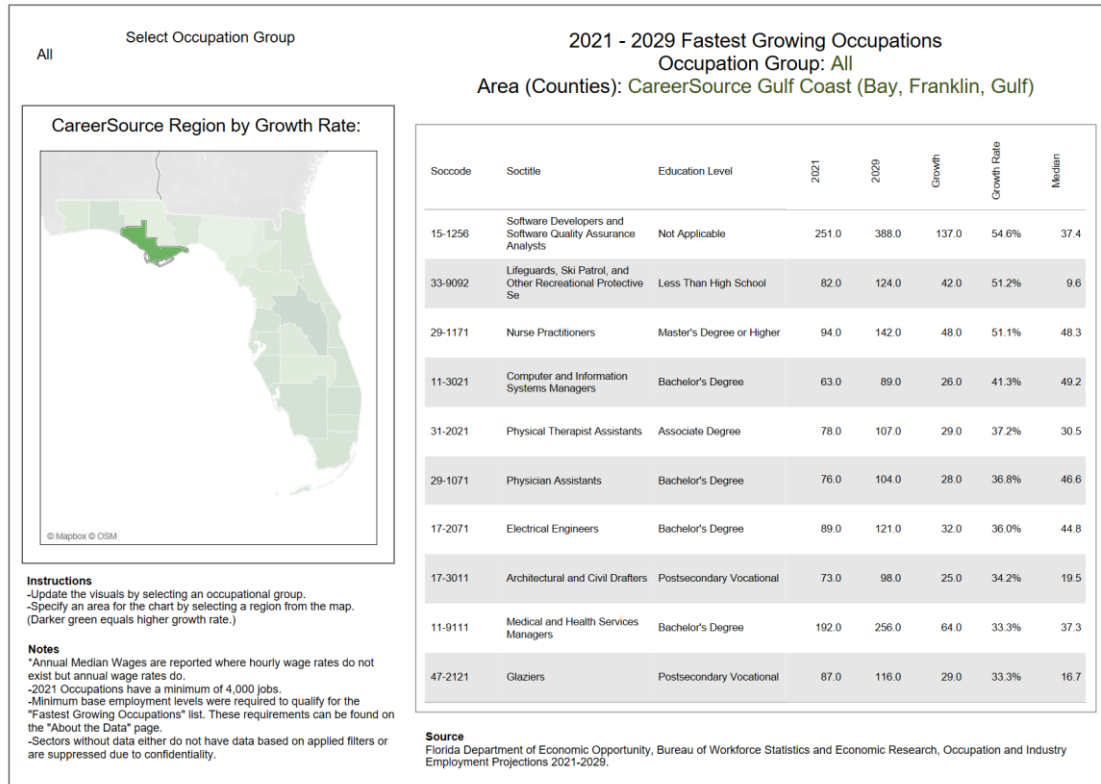 Select Occupation Group
All
2021 - 2029 Fastest Growing Occupations
Occupation Group: All
Area (Counties): CareerSource Gulf Coast (Bay, Franklin, Gulf)
CareerSource Region by Growth Rate:
© Mapbox © OSM
Instructions
-Update the visuals by selecting an occupational group.
-Specify an area for the chart by selecting a region from the map.
(Darker green equals higher growth rate.)
Notes
*Annual Median Wages are reported where hourly wage rates do not
exist but annual wage rates do.
-2021 Occupations have a minimum of 4,000 jobs.
-Minimum base employment levels were required to qualify for the
"Fastest Growing Occupations" list. These requirements can be found on
the "About the Data" page.
-Sectors without data either do not have data based on applied filters or
are suppressed due to confidentiality.
Soccode Soctitle Education Level 2021 2029 Growth Growth Rate Median
Software Developers and
15-1256 Software Quality Assurance Not Applicable 251.0 388.0 137.0 54.6% 37.4
Analysts
Lifeguards, Ski Patrol, and
33-9092 Other Recreational Protective Less Than High School 82.0 124.0 42.0 51.2% 9.6
Se
29-1171 Nurse Practitioners Master's Degree or Higher 94.0 142.0 48.0 51.1% 48.3
11-3021 Computer and Information Bachelor's Degree 63.0 89.0 26.0 41.3% 49.2
Systems Managers
31-2021 Physical Therapist Assistants Associate Degree 78.0 107.0 29.0 37.2% 30.5
29-1071 Physician Assistants Bachelor's Degree 76.0 104.0 28.0 36.8% 46.6
17-2071 Electrical Engineers Bachelor's Degree 89.0 121.0 32.0 36.0% 44.8
17-3011 Architectural and Civil Drafters Postsecondary Vocational 73.0 98.0 25.0 34.2% 19.5
11-9111 Medical and Health Services Bachelor's Degree 192.0 256.0 64.0 33.3% 37.3
Managers
47-2121 Glaziers Postsecondary Vocational 87.0 116.0 29.0 33.3% 16.7
Source
Florida Department of Economic Opportunity, Bureau of Workforce Statistics and Economic Research, Occupation and Industry
Employment Projections 2021-2029.